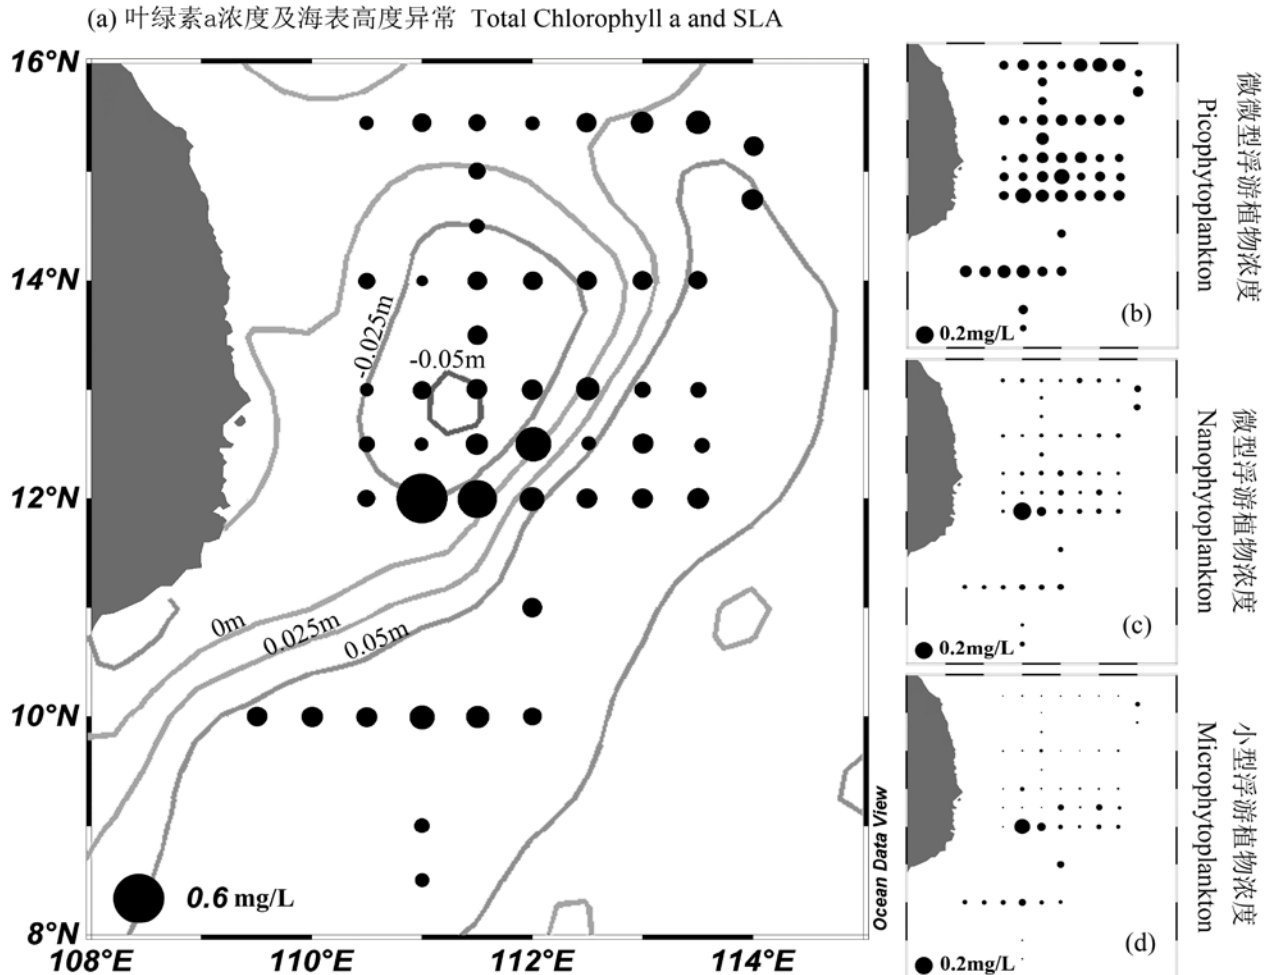 (a) 叶绿素a浓度及海表高度异常 Total Chlorophyll a and SLA
16°N
14°N
12°N
10°N
8°N
108°E
110°E
112°E
114°E
-0.025m
-0.05m
0m
0.025m
0.05m
0.6 mg/L
Ocean Data View
(b)
0.2mg/L
微微型浮游植物浓度
Picophytoplankton
(c)
0.2mg/L
微型浮游植物浓度
Nanophytoplankton
(d)
0.2mg/L
小型浮游植物浓度
Microphytoplankton